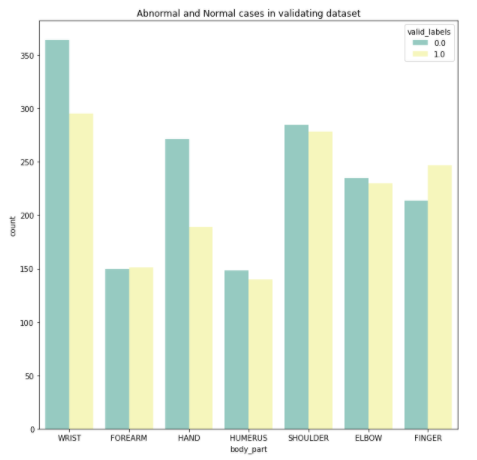 Abnormal and Normal cases in validating dataset
valid_labels
0.0
1.0
350
300
250
200
150
100
50
0
count
WRIST FOREARM HAND HUMERUS SHOULDER ELBOW FINGER
body_part